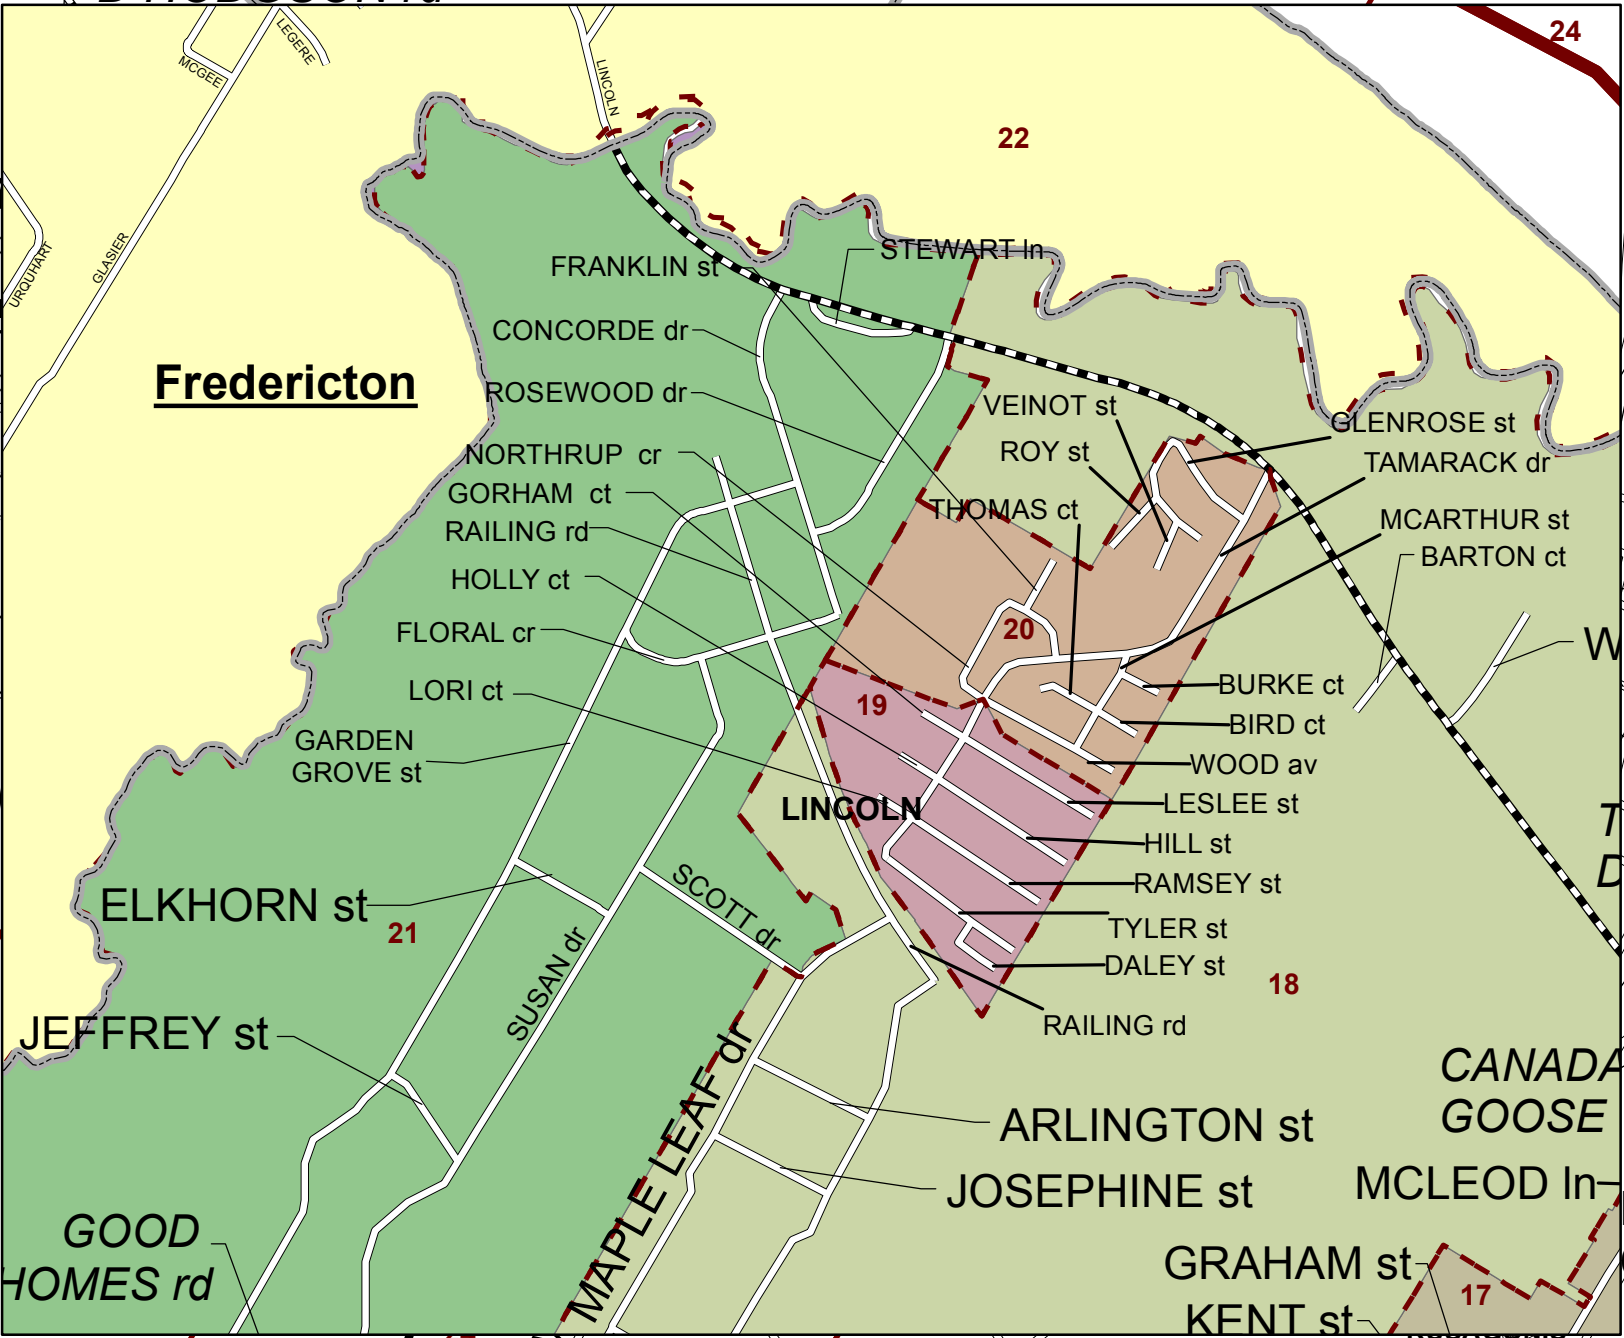 24
LEGERE
MCGEE
LINCOLN
22
URQUHART
GLASIER
STEWART ln
FRANKLIN st
CONCORDE dr
Fredericton
ROSEWOOD dr
VEINOT st
GLENROSE st
NORTHRUP cr
ROY st
TAMARACK dr
GORHAM ct
THOMAS ct
RAILING rd
MCARTHUR st
BARTON ct
HOLLY ct
FLORAL cr
20
W
LORI ct
BURKE ct
19
BIRD ct
GARDEN
GROVE st
WOOD av
LINCOLN
LESLEE st
HILL st
RAMSEY st
SCOTT dr
ELKHORN st
21
TYLER st
DALEY st
SUSAN dr
18
JEFFREY st
RAILING rd
MAPLE LEAF dr
CANADA
GOOSE
ARLINGTON st
JOSEPHINE st
MCLEOD ln
GOOD
HOMES rd
GRAHAM st
17
KENT st